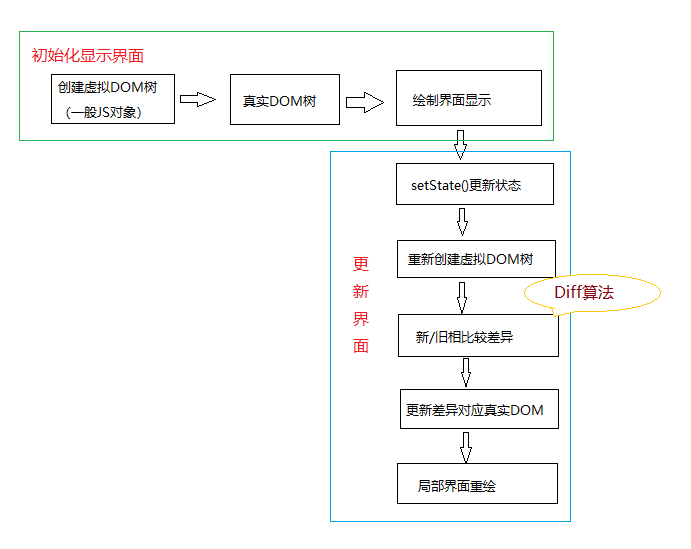 初始化显示界面
创建虚拟DOM树
（一般JS对象）
真实DOM树
绘制界面显示
setState()更新状态
更
新
界
面
重新创建虚拟DOM树
Diff算法
新/旧相比较差异
更新差异对应真实DOM
局部界面重绘